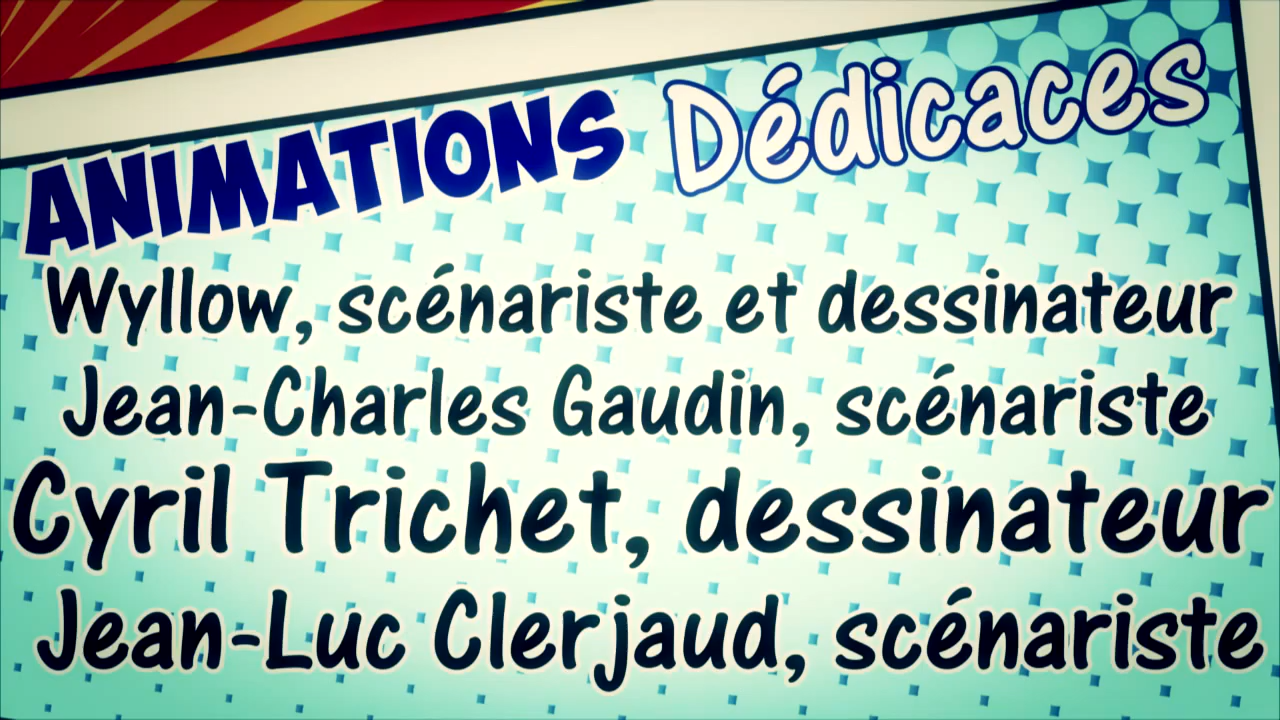 ANIMATIONS Dédicaces
Wyllow, scénariste et dessinateur
Jean-Charles Gaudin, scénariste
Cyril Trichet, dessinateur
Jean-Luc Clerjaud, scénariste